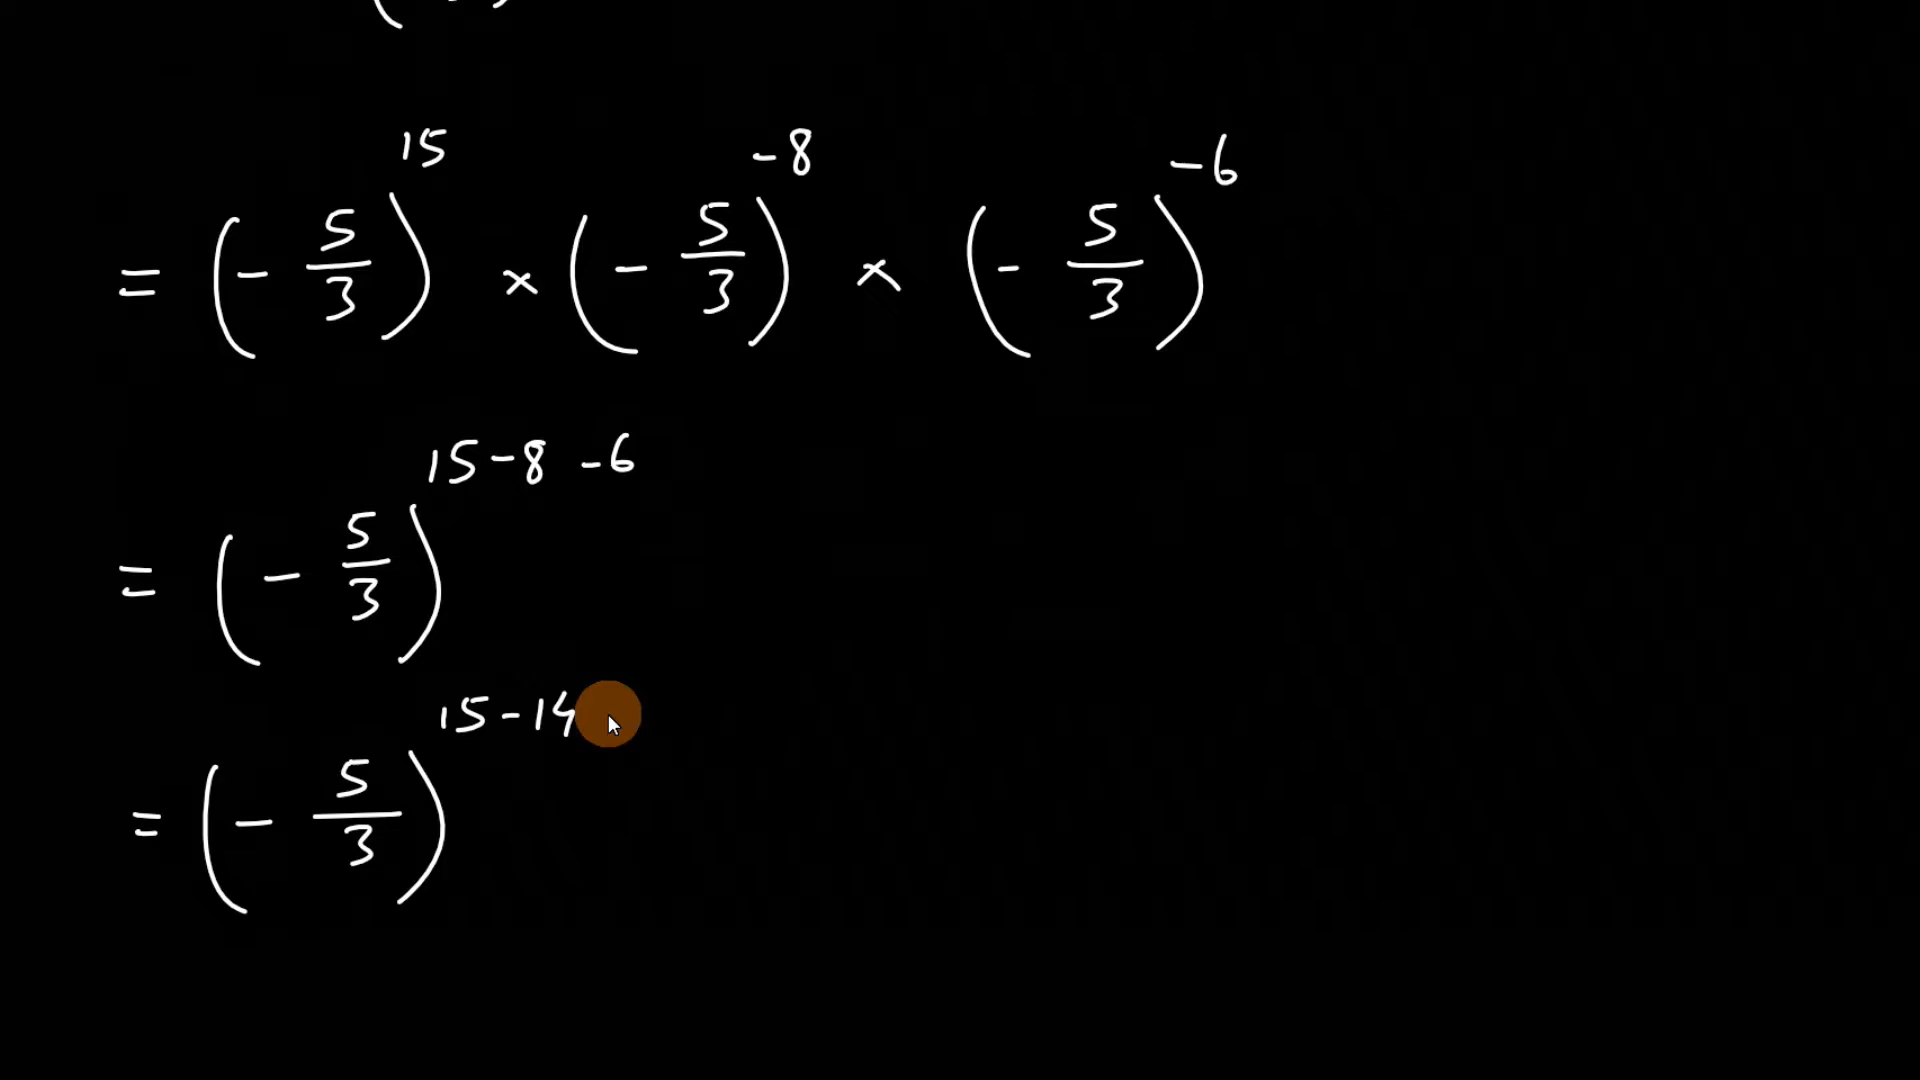 = (-5/3)^15 × (-5/3)^-8 × (-5/3)^-6
= (-5/3)^15-8-6
= (-5/3)^15-14